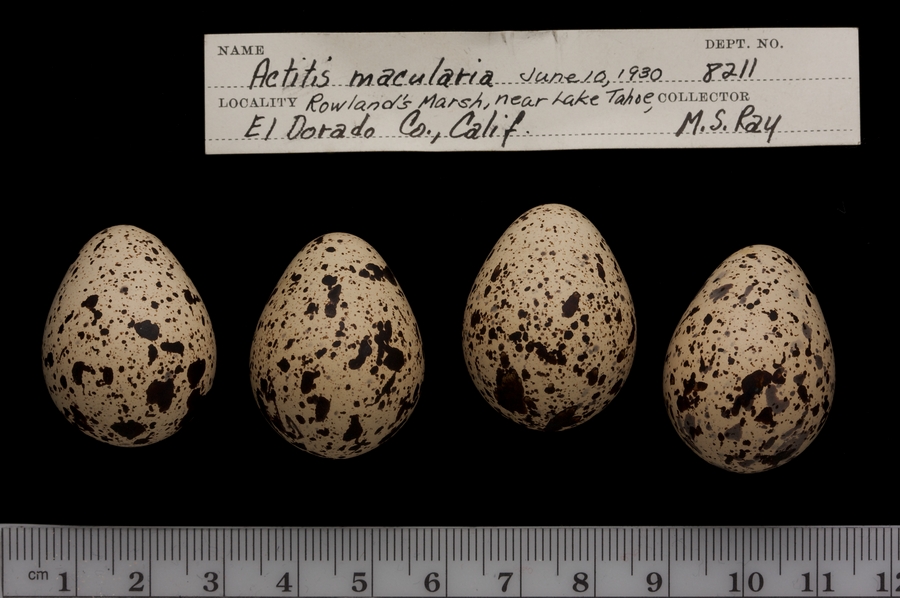 NAME DEPT. NO.
Actitis macularia June 10, 1930 8211
LOCALITY Rowland's Marsh, near Lake Tahoe, COLLECTOR
El Dorado Co., Calif. M.S. Ray
cm 1 2 3 4 5 6 7 8 9 10 11 12